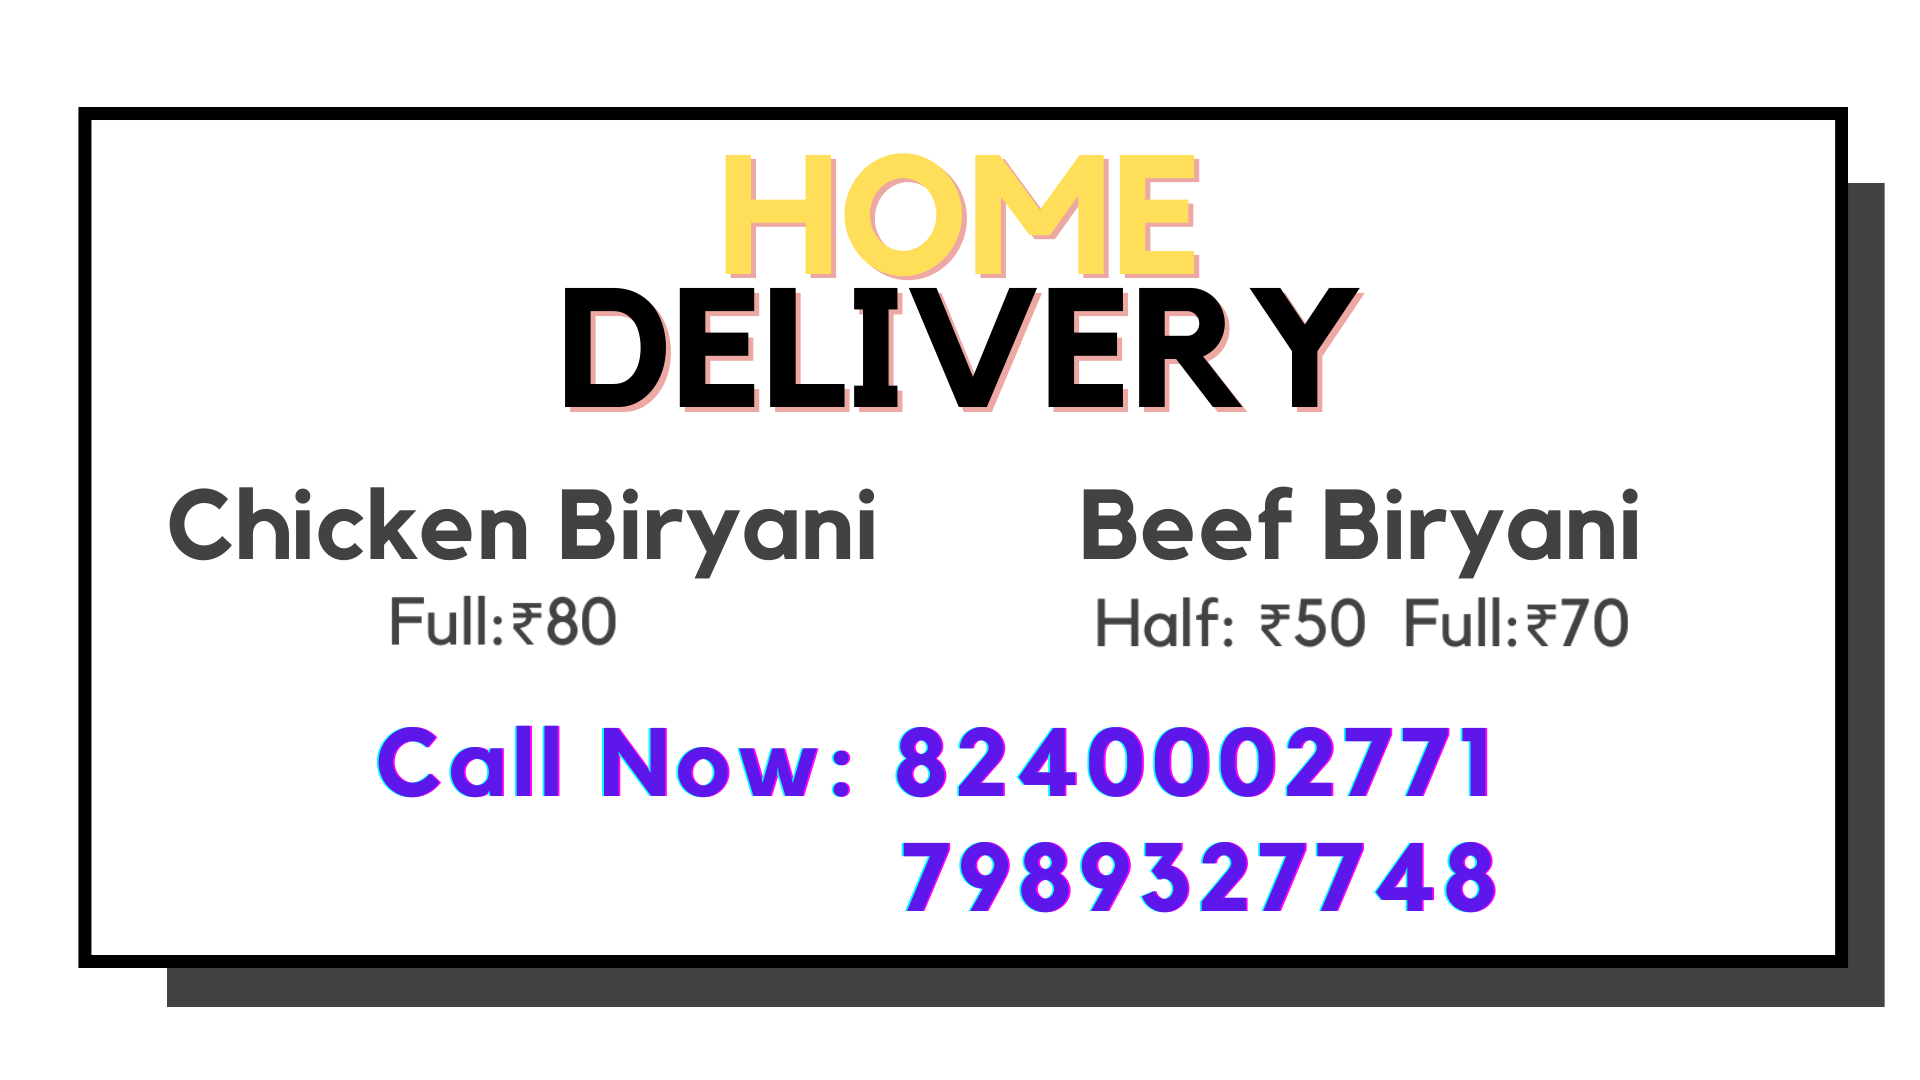 HOME
DELIVERY
Chicken Biryani Beef Biryani
Full:₹80 Half: ₹50 Full:₹70
Call Now: 8240002771
7989327748